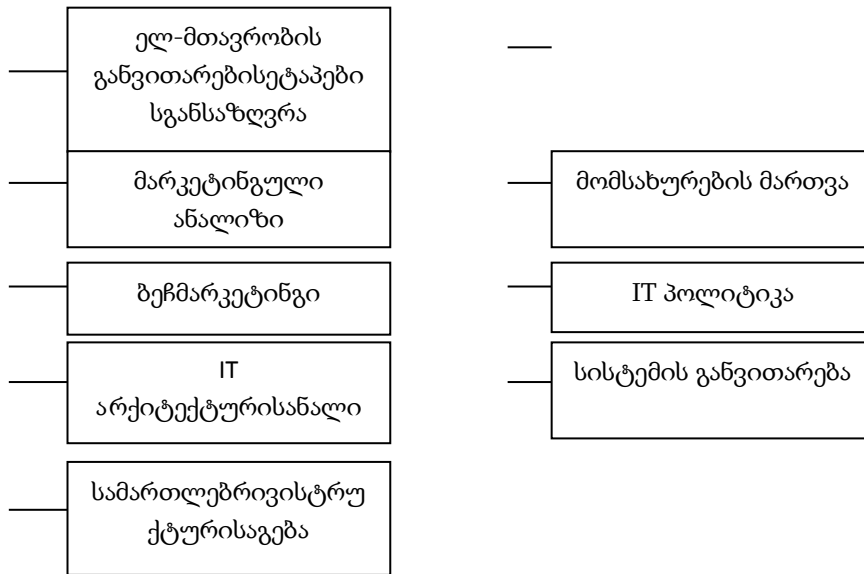 ელ-მთავრობის
განვითარებისეტაპები
სგანსაზღვრა
მარკეტინგული
ანალიზი
ბეჩმარკეტინგი
IT
არქიტექტურისანალი
სამართლებრივისტრუ
ქტურისაგება
მომსახურების მართვა
IT პოლიტიკა
სისტემის განვითარება